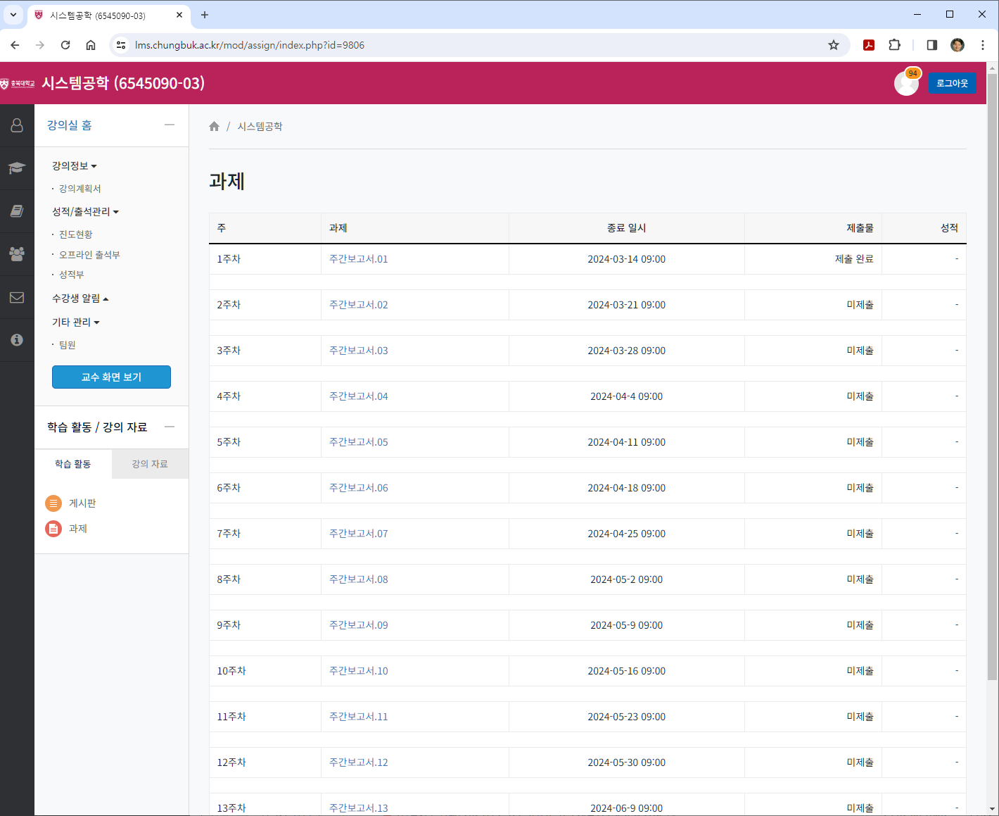 시스템공학 (6545090-03)
lms.chungbuk.ac.kr/mod/assign/index.php?id=9806
충북대학교 시스템공학 (6545090-03) 94 로그아웃
강의실 홈
강의정보
강의계획서
성적/출석관리
진도현황
오프라인 출석부
성적부
수강생 알림
기타 관리
팀원
교수 화면 보기
학습 활동 / 강의 자료
학습 활동 강의 자료
게시판
과제
/ 시스템공학
과제
주 과제 종료 일시 제출물 성적
1주차 주간보고서.01 2024-03-14 09:00 제출 완료 -
2주차 주간보고서.02 2024-03-21 09:00 미제출 -
3주차 주간보고서.03 2024-03-28 09:00 미제출 -
4주차 주간보고서.04 2024-04-4 09:00 미제출 -
5주차 주간보고서.05 2024-04-11 09:00 미제출 -
6주차 주간보고서.06 2024-04-18 09:00 미제출 -
7주차 주간보고서.07 2024-04-25 09:00 미제출 -
8주차 주간보고서.08 2024-05-2 09:00 미제출 -
9주차 주간보고서.09 2024-05-9 09:00 미제출 -
10주차 주간보고서.10 2024-05-16 09:00 미제출 -
11주차 주간보고서.11 2024-05-23 09:00 미제출 -
12주차 주간보고서.12 2024-05-30 09:00 미제출 -
13주차 주간보고서.13 2024-06-9 09:00 미제출 -